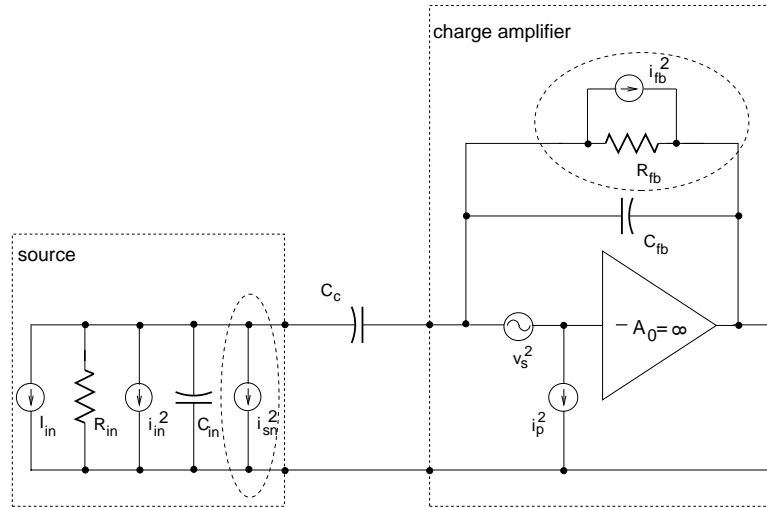 charge amplifier
i_fb^2
R_fb
C_fb
source
C_c
− A_0=∞
v_s^2
I_in
R_in
i_in^2
C_in
i_sn^2
i_p^2